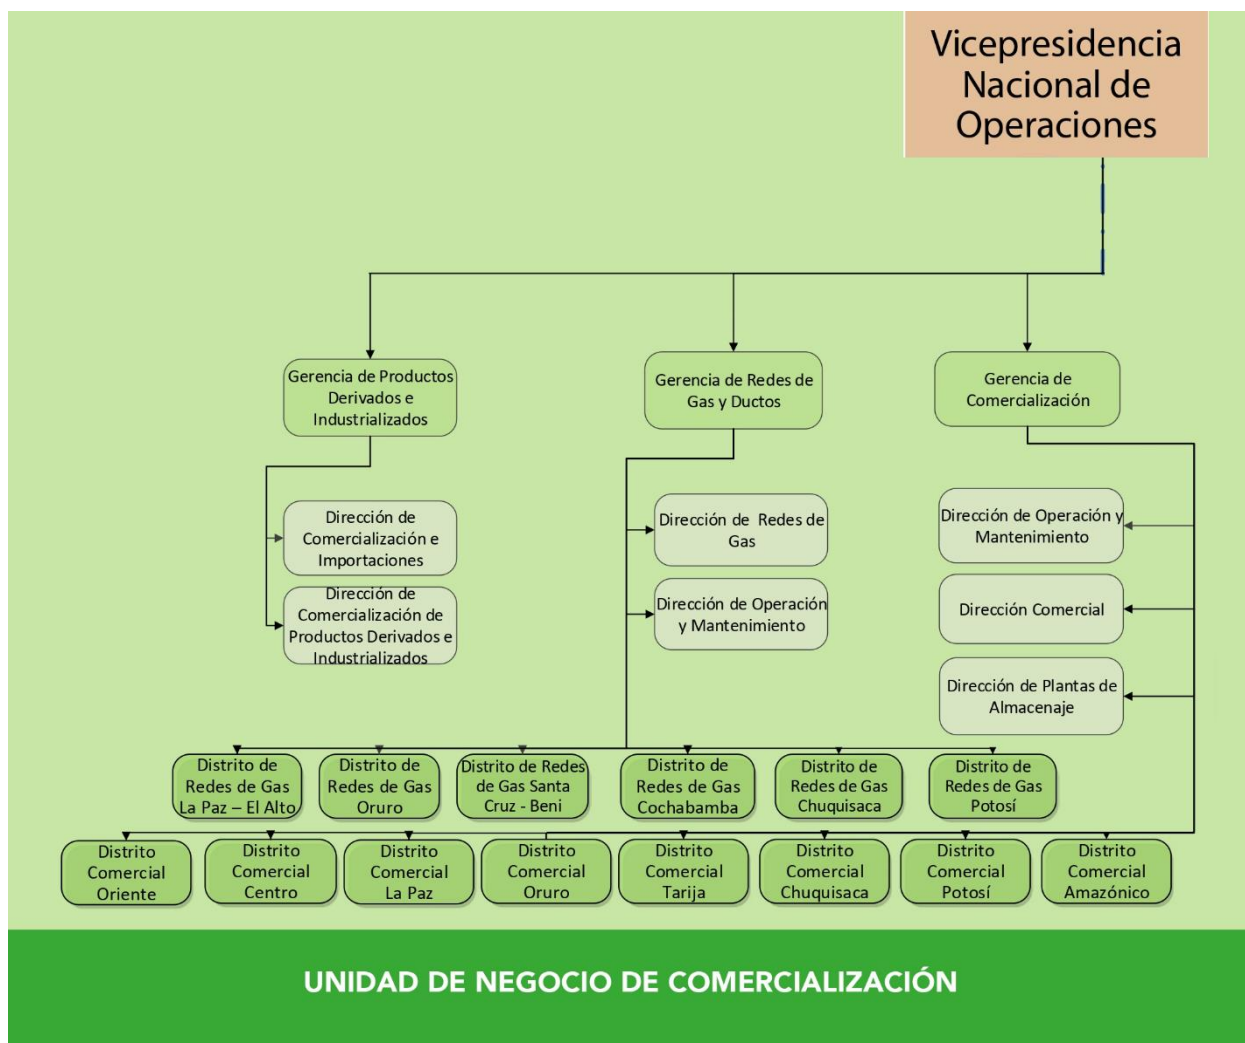 Vicepresidencia
Nacional de
Operaciones
Gerencia de Productos
Derivados e
Industrializados
Gerencia de Redes de
Gas y Ductos
Gerencia de
Comercialización
Dirección de
Comercialización e
Importaciones
Dirección de Redes de
Gas
Dirección de Operación y
Mantenimiento
Dirección de
Comercialización de
Productos Derivados e
Industrializados
Dirección de Operación
y Mantenimiento
Dirección Comercial
Dirección de Plantas de
Almacenaje
Distrito de
Redes de Gas
La Paz – El Alto
Distrito de
Redes de Gas
Oruro
Distrito de Redes
de Gas Santa
Cruz - Beni
Distrito de
Redes de Gas
Cochabamba
Distrito de
Redes de Gas
Chuquisaca
Distrito de
Redes de Gas
Potosí
Distrito
Comercial
Oriente
Distrito
Comercial
Centro
Distrito
Comercial
La Paz
Distrito
Comercial
Oruro
Distrito
Comercial
Tarija
Distrito
Comercial
Chuquisaca
Distrito
Comercial
Potosí
Distrito
Comercial
Amazónico
UNIDAD DE NEGOCIO DE COMERCIALIZACIÓN